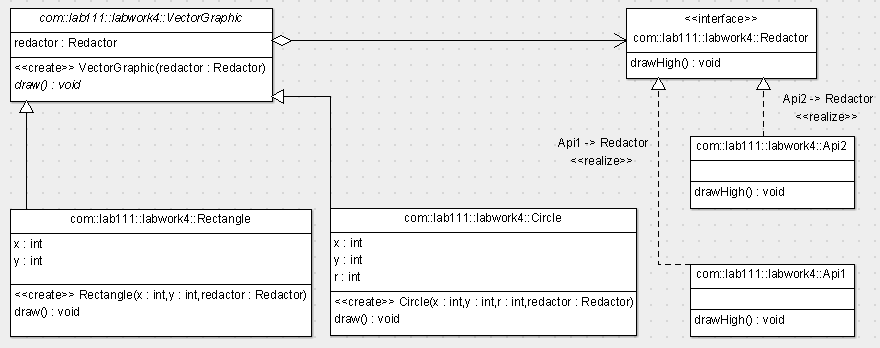 com::lab111::labwork4::VectorGraphic
redactor : Redactor
<<create>> VectorGraphic(redactor : Redactor)
draw() : void
<<interface>>
com::lab111::labwork4::Redactor
drawHigh() : void
Api2 -> Redactor
<<realize>>
Api1 -> Redactor
<<realize>>
com::lab111::labwork4::Api2
drawHigh() : void
com::lab111::labwork4::Rectangle
x : int
y : int
<<create>> Rectangle(x : int,y : int,redactor : Redactor)
draw() : void
com::lab111::labwork4::Circle
x : int
y : int
r : int
<<create>> Circle(x : int,y : int,r : int,redactor : Redactor)
draw() : void
com::lab111::labwork4::Api1
drawHigh() : void